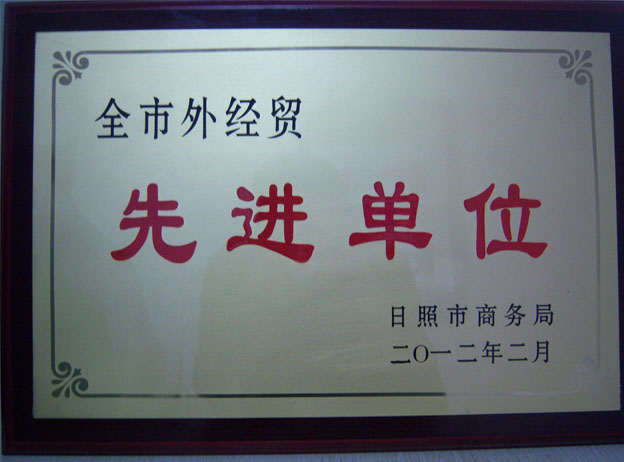 全市外经贸
先进单位
日照市商务局
二〇一二年二月